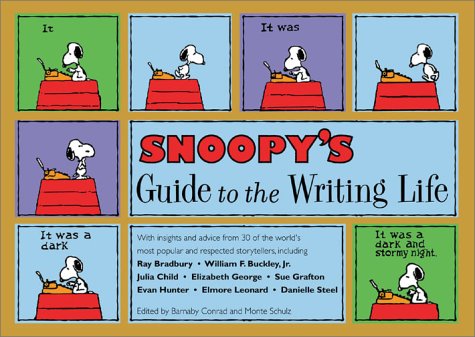 It
It was
SNOOPY'S
Guide to the Writing Life
It was a
dark
With insights and advice from 30 of the world's
most popular and respected storytellers, including
Ray Bradbury • William F. Buckley, Jr.
Julia Child • Elizabeth George • Sue Grafton
Evan Hunter • Elmore Leonard • Danielle Steel
Edited by Barnaby Conrad and Monte Schulz
It was a
dark and
stormy night.